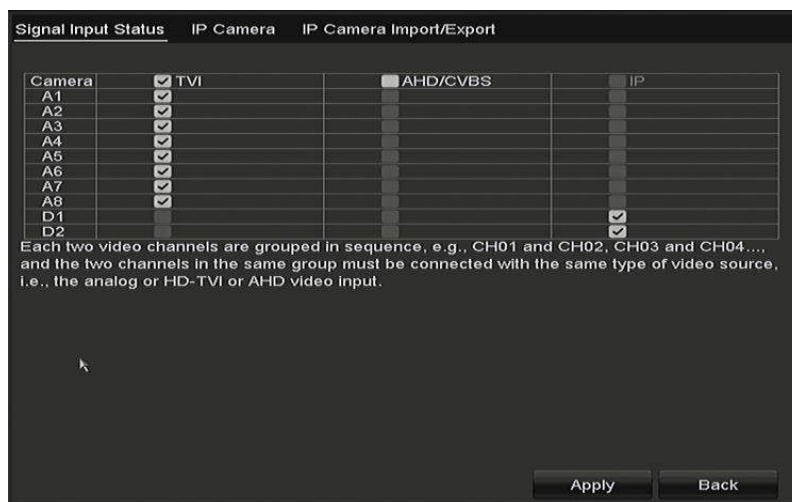 Signal Input Status IP Camera IP Camera Import/Export
Camera TVI AHD/CVBS IP
A1
A2
A3
A4
A5
A6
A7
A8
D1
D2
Each two video channels are grouped in sequence, e.g., CH01 and CH02, CH03 and CH04...,
and the two channels in the same group must be connected with the same type of video source,
i.e., the analog or HD-TVI or AHD video input.
Apply Back